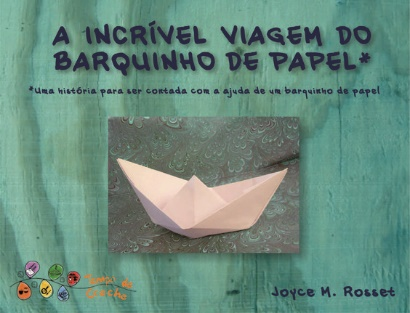 A INCRÍVEL VIAGEM DO
BARQUINHO DE PAPEL*
*Uma história para ser contada com a ajuda de um barquinho de papel
Joyce M. Rosset